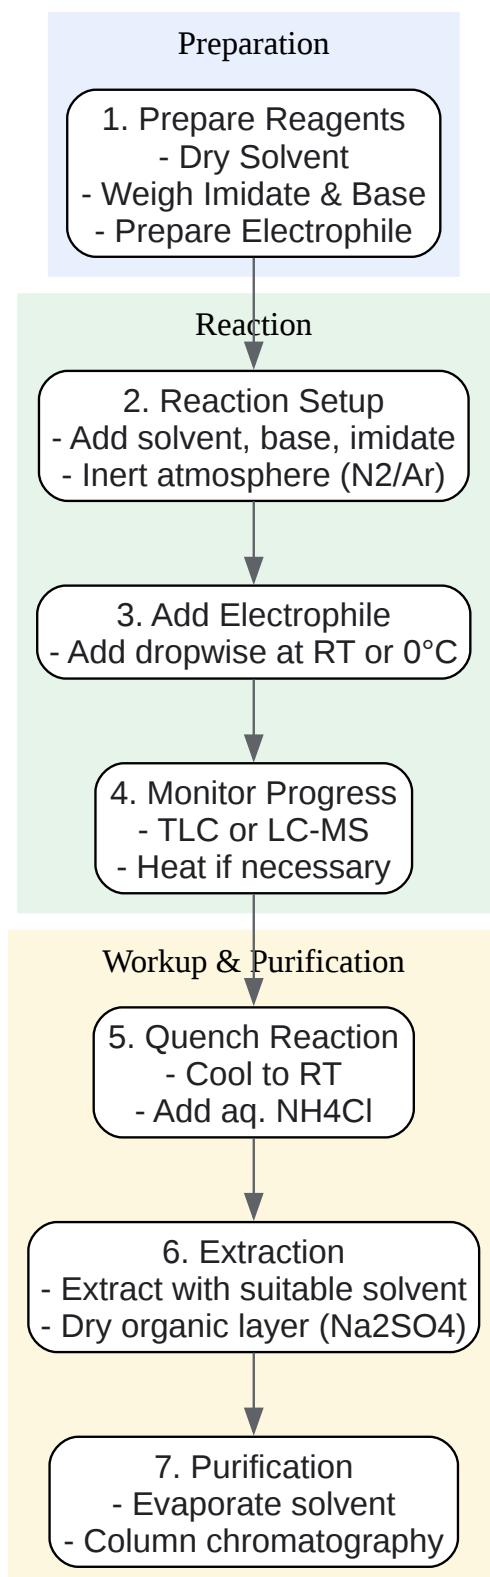 Preparation
1. Prepare Reagents
- Dry Solvent
- Weigh Imidate & Base
- Prepare Electrophile
Reaction
2. Reaction Setup
- Add solvent, base, imidate
- Inert atmosphere (N2/Ar)
3. Add Electrophile
- Add dropwise at RT or 0°C
4. Monitor Progress
- TLC or LC-MS
- Heat if necessary
Workup & Purification
5. Quench Reaction
- Cool to RT
- Add aq. NH4Cl
6. Extraction
- Extract with suitable solvent
- Dry organic layer (Na2SO4)
7. Purification
- Evaporate solvent
- Column chromatography